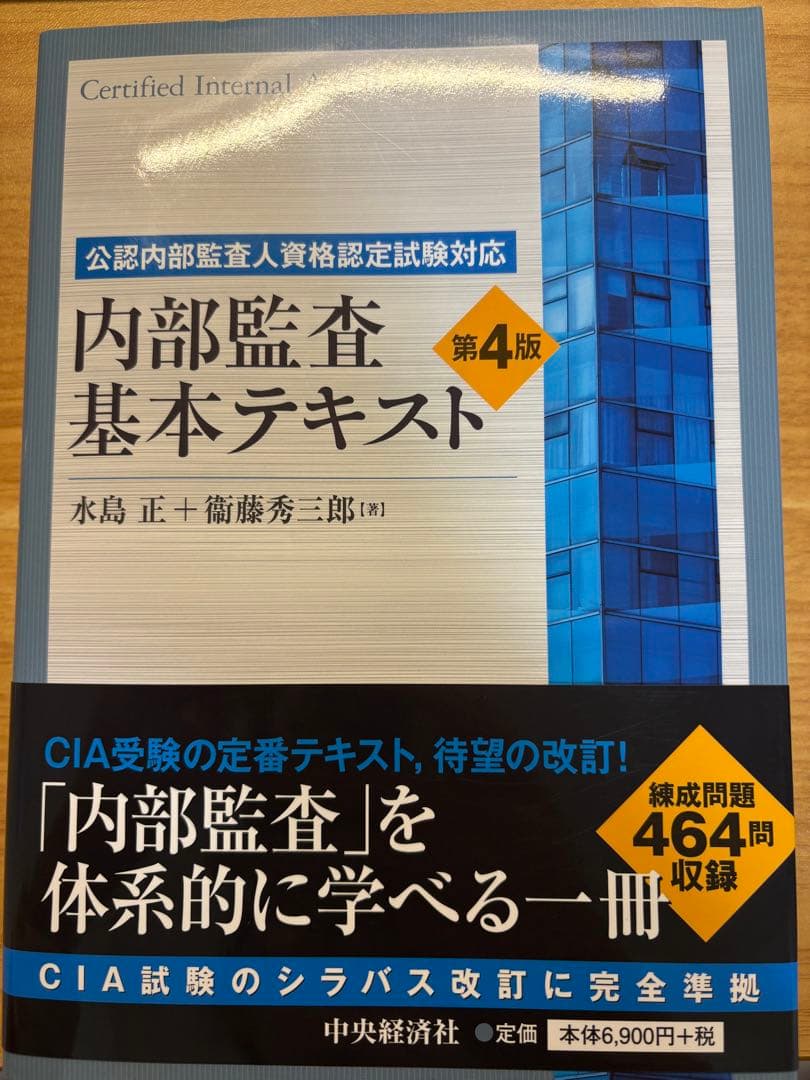 Certified Internal
公認内部監査人資格認定試験対応
内部監査
基本テキスト
第4版
水島 正＋衞藤秀三郎【著】
CIA受験の定番テキスト，待望の改訂！
「内部監査」を
体系的に学べる一冊
練成問題
464問
収録
CIA試験のシラバス改訂に完全準拠
中央経済社 ●定価 本体6,900円+税